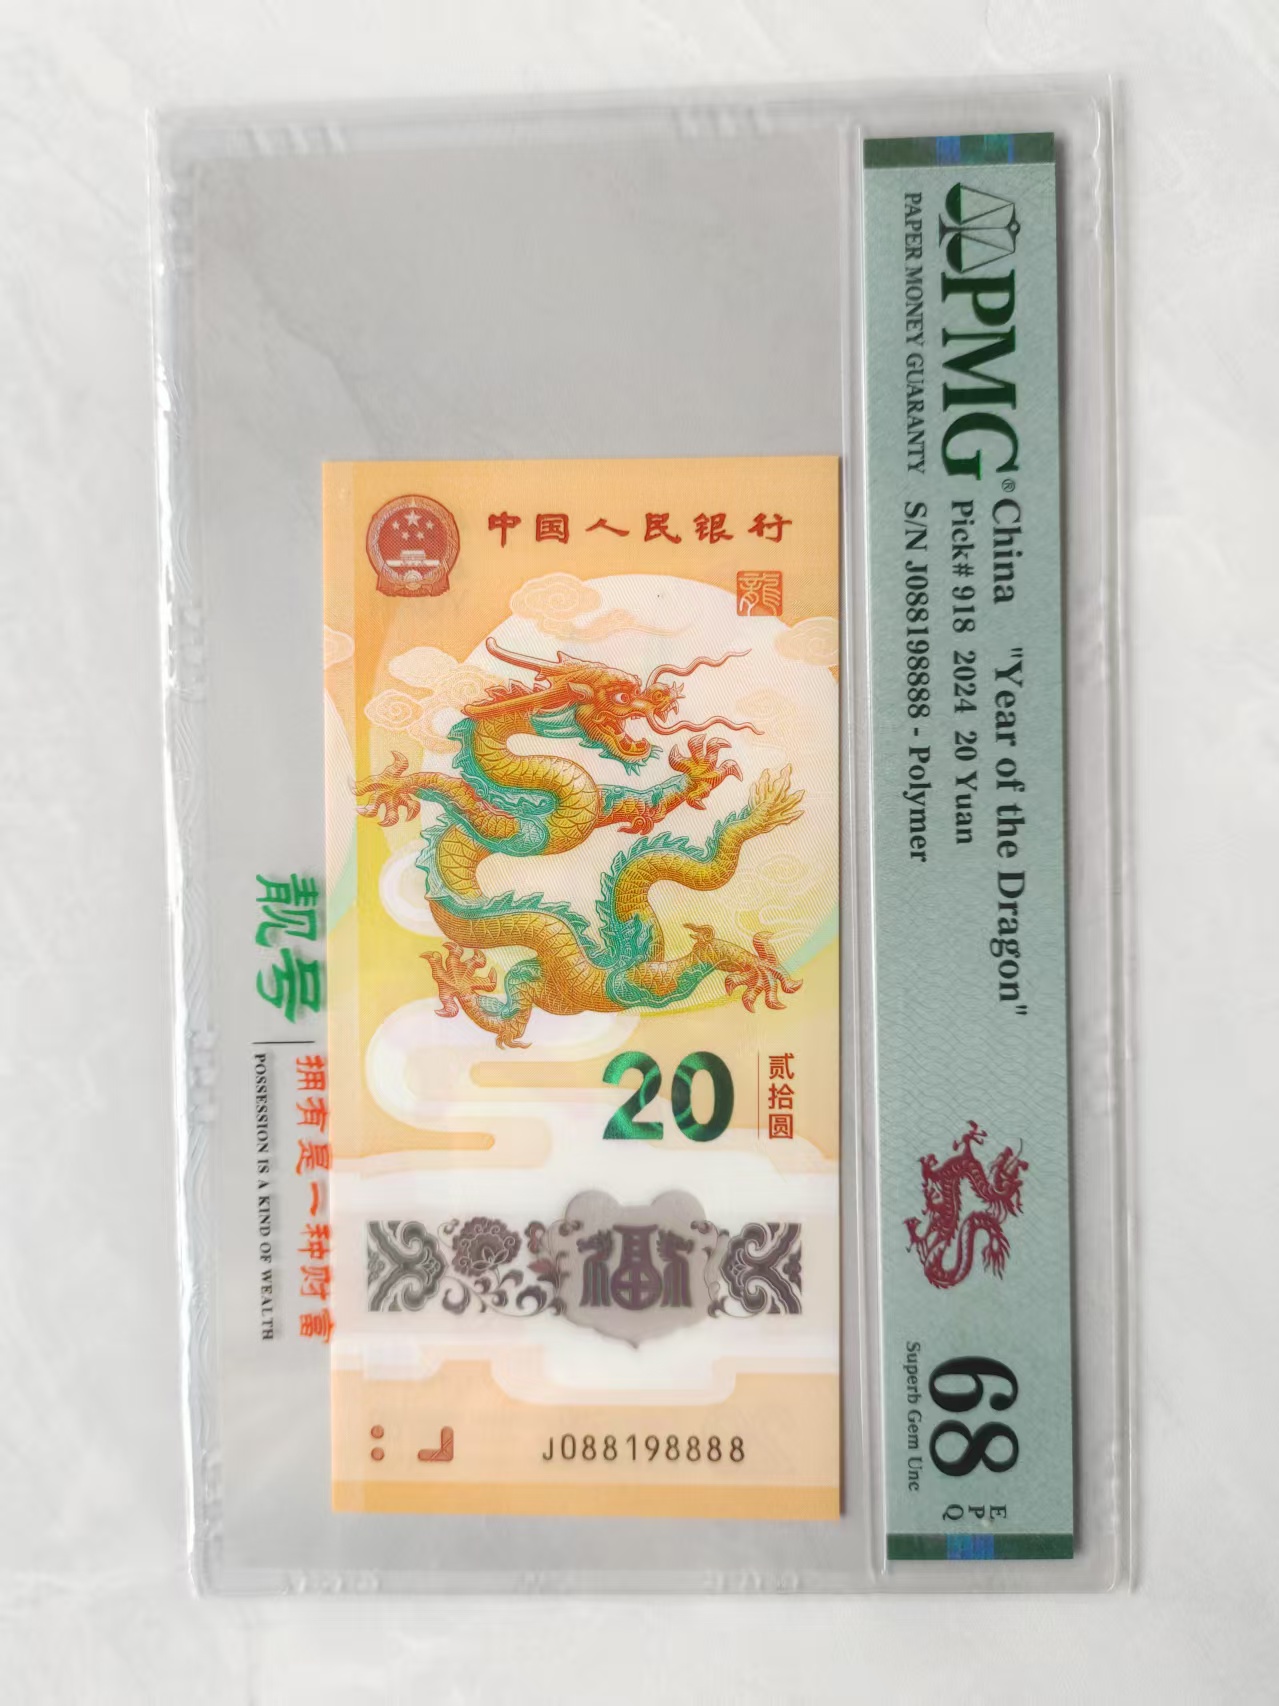 PMG®
PAPER MONEY GUARANTY
China "Year of the Dragon"
Pick# 918 2024 20 Yuan
S/N J088198888 - Polymer
68
EPQ
Superb Gem Unc
中国人民银行
龍
20
贰拾圆
福
J088198888
靓号
拥有是一种财富
POSSESSION IS A KIND OF WEALTH